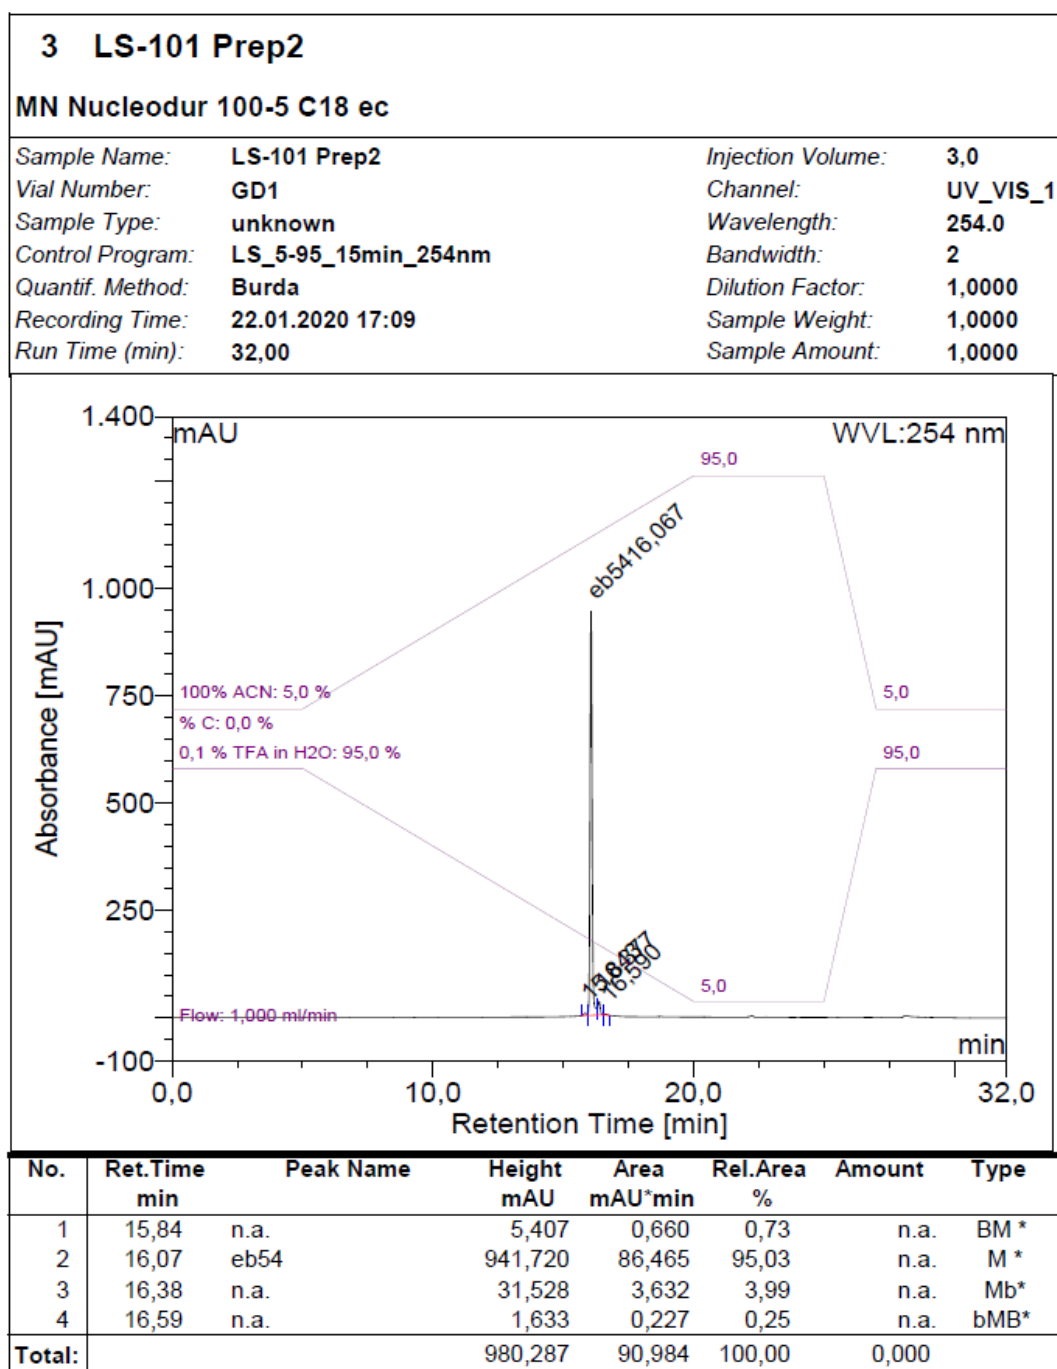 3 LS-101 Prep2
MN Nucleodur 100-5 C18 ec
Sample Name: LS-101 Prep2 Injection Volume: 3,0
Vial Number: GD1 Channel: UV_VIS_1
Sample Type: unknown Wavelength: 254.0
Control Program: LS_5-95_15min_254nm Bandwidth: 2
Quantif. Method: Burda Dilution Factor: 1,0000
Recording Time: 22.01.2020 17:09 Sample Weight: 1,0000
Run Time (min): 32,00 Sample Amount: 1,0000
1.400
mAU WVL:254 nm
95,0
eb5416,067
1.000
Absorbance [mAU]
750
100% ACN: 5,0 % 5,0
% C: 0,0 %
0,1 % TFA in H2O: 95,0 % 95,0
500
250
16,590
5,0
Flow: 1,000 ml/min
min
-100
0,0 10,0 20,0 32,0
Retention Time [min]
No. Ret.Time Peak Name Height Area Rel.Area Amount Type
min mAU mAU*min %
1 15,84 n.a. 5,407 0,660 0,73 n.a. BM *
2 16,07 eb54 941,720 86,465 95,03 n.a. M *
3 16,38 n.a. 31,528 3,632 3,99 n.a. Mb*
4 16,59 n.a. 1,633 0,227 0,25 n.a. bMB*
Total: 980,287 90,984 100,00 0,000